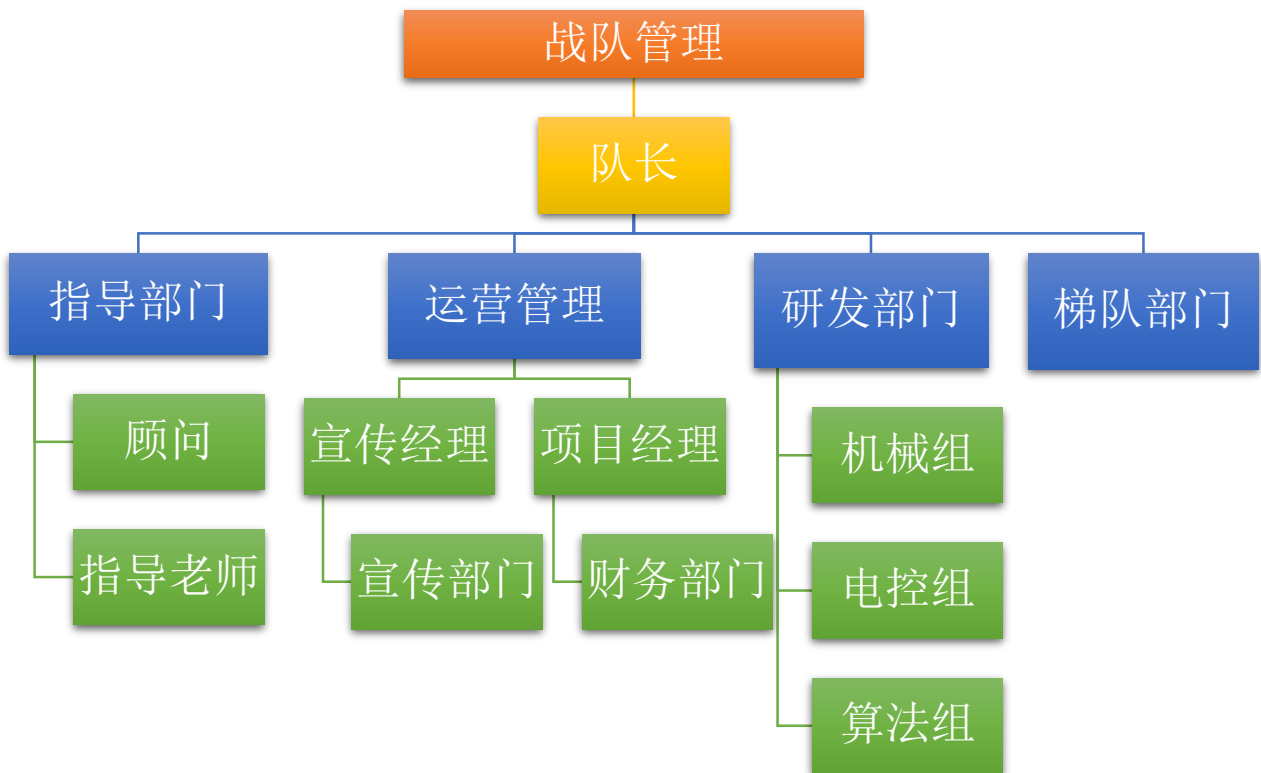 战队管理
队长
指导部门
运营管理
研发部门
梯队部门
顾问
指导老师
宣传经理
项目经理
宣传部门
财务部门
机械组
电控组
算法组